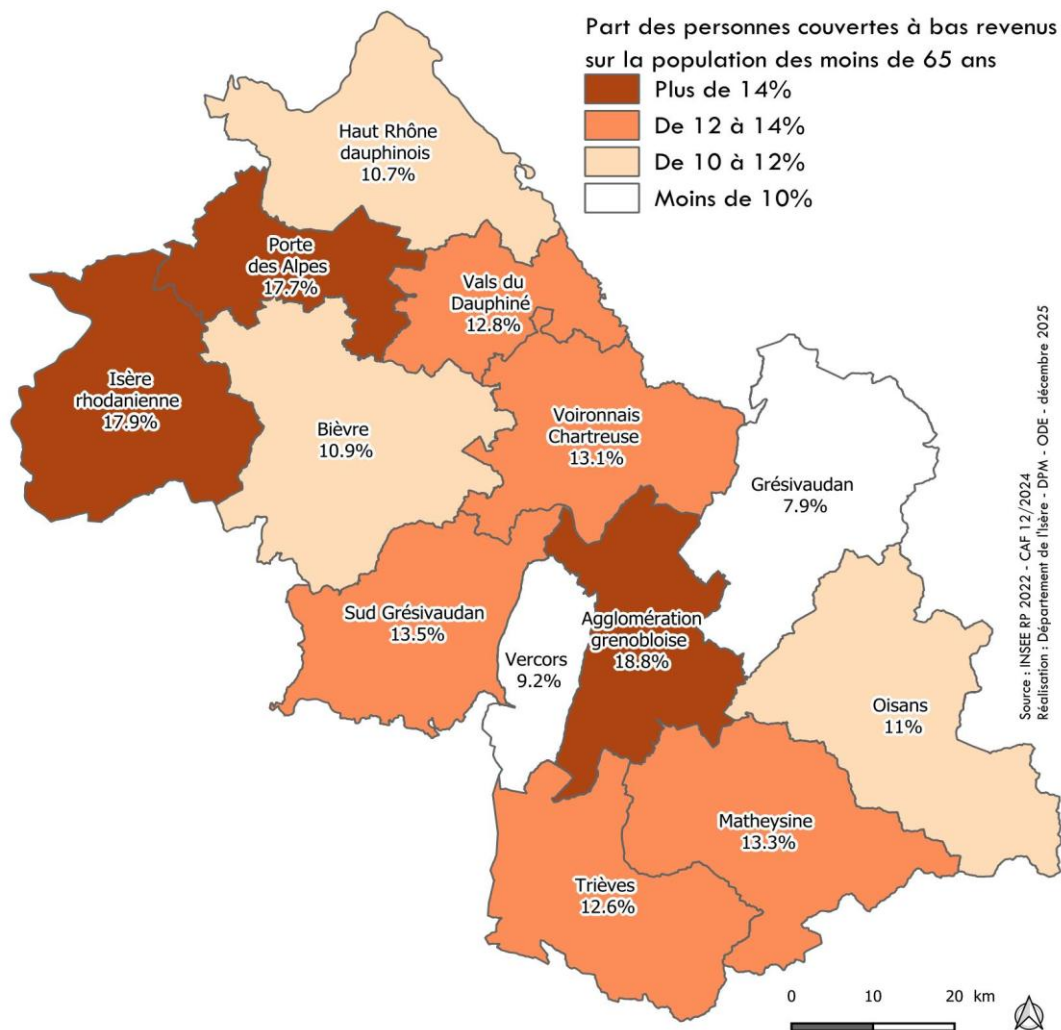 Part des personnes couvertes à bas revenus
sur la population des moins de 65 ans
Plus de 14%
De 12 à 14%
De 10 à 12%
Moins de 10%
Haut Rhône
dauphinois
10.7%
Porte
des Alpes
17.7%
Vals du
Dauphiné
12.8%
Isère
rhodanienne
17.9%
Bièvre
10.9%
Voironnais
Chartreuse
13.1%
Grésivaudan
7.9%
Sud Grésivaudan
13.5%
Vercors
9.2%
Agglomération
grenobloise
18.8%
Oisans
11%
Matheysine
13.3%
Trièves
12.6%
Source : INSEE RP 2022 - CAF 12/2024
Réalisation : Département de l'Isère - DPM - ODE - décembre 2025
0 10 20 km